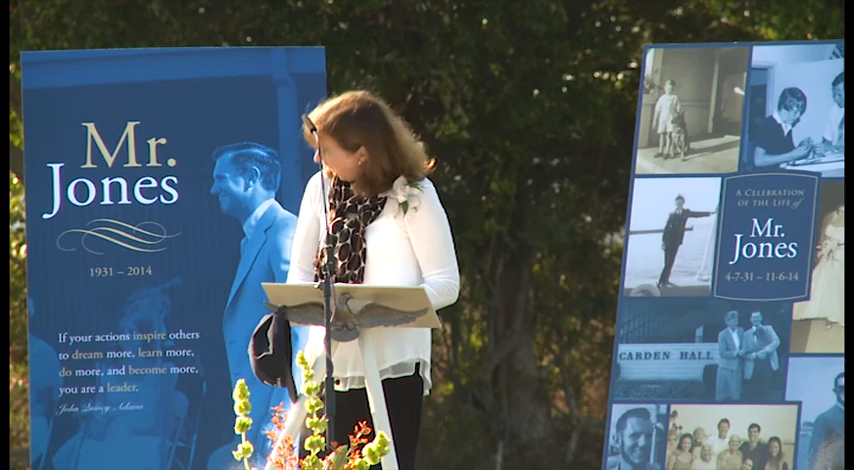 Mr.
Jones
1931 – 2014
If your actions inspire others
to dream more, learn more,
do more, and become more,
you are a leader.
John Quincy Adams
A CELEBRATION
OF THE LIFE of
Mr.
Jones
4-7-31 – 11-6-14
CARDEN HALL